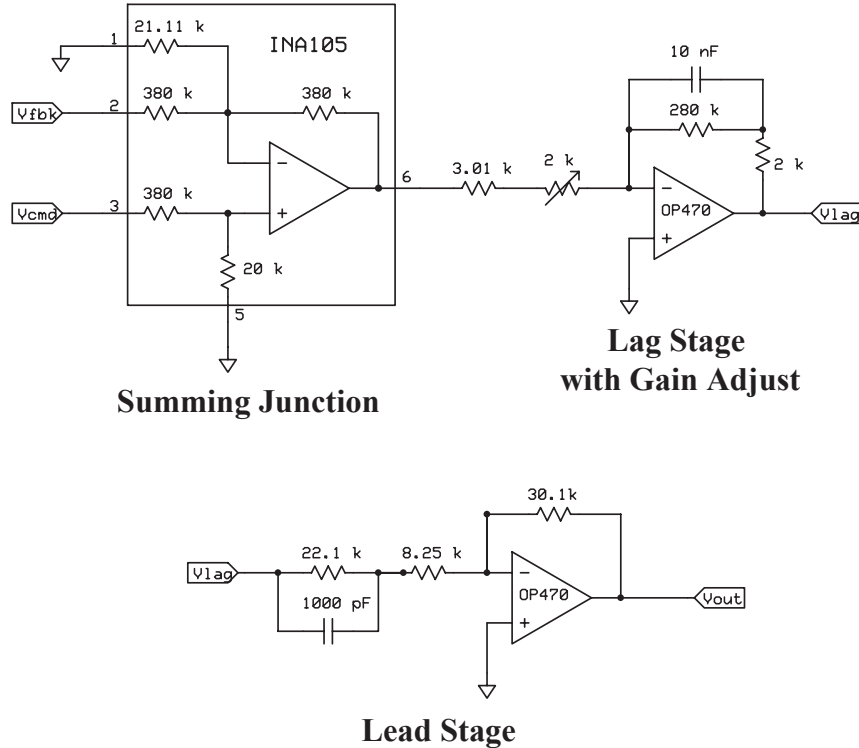 21.11 k
INA105
1
Vfbk
2
380 k
380 k
6
Vcmd
3
380 k
20 k
5
−
+
Summing Junction
3.01 k
2 k
10 nF
280 k
2 k
−
OP470
+
Vlag
Lag Stage
with Gain Adjust
Vlag
22.1 k
1000 pF
8.25 k
30.1k
−
OP470
+
Vout
Lead Stage